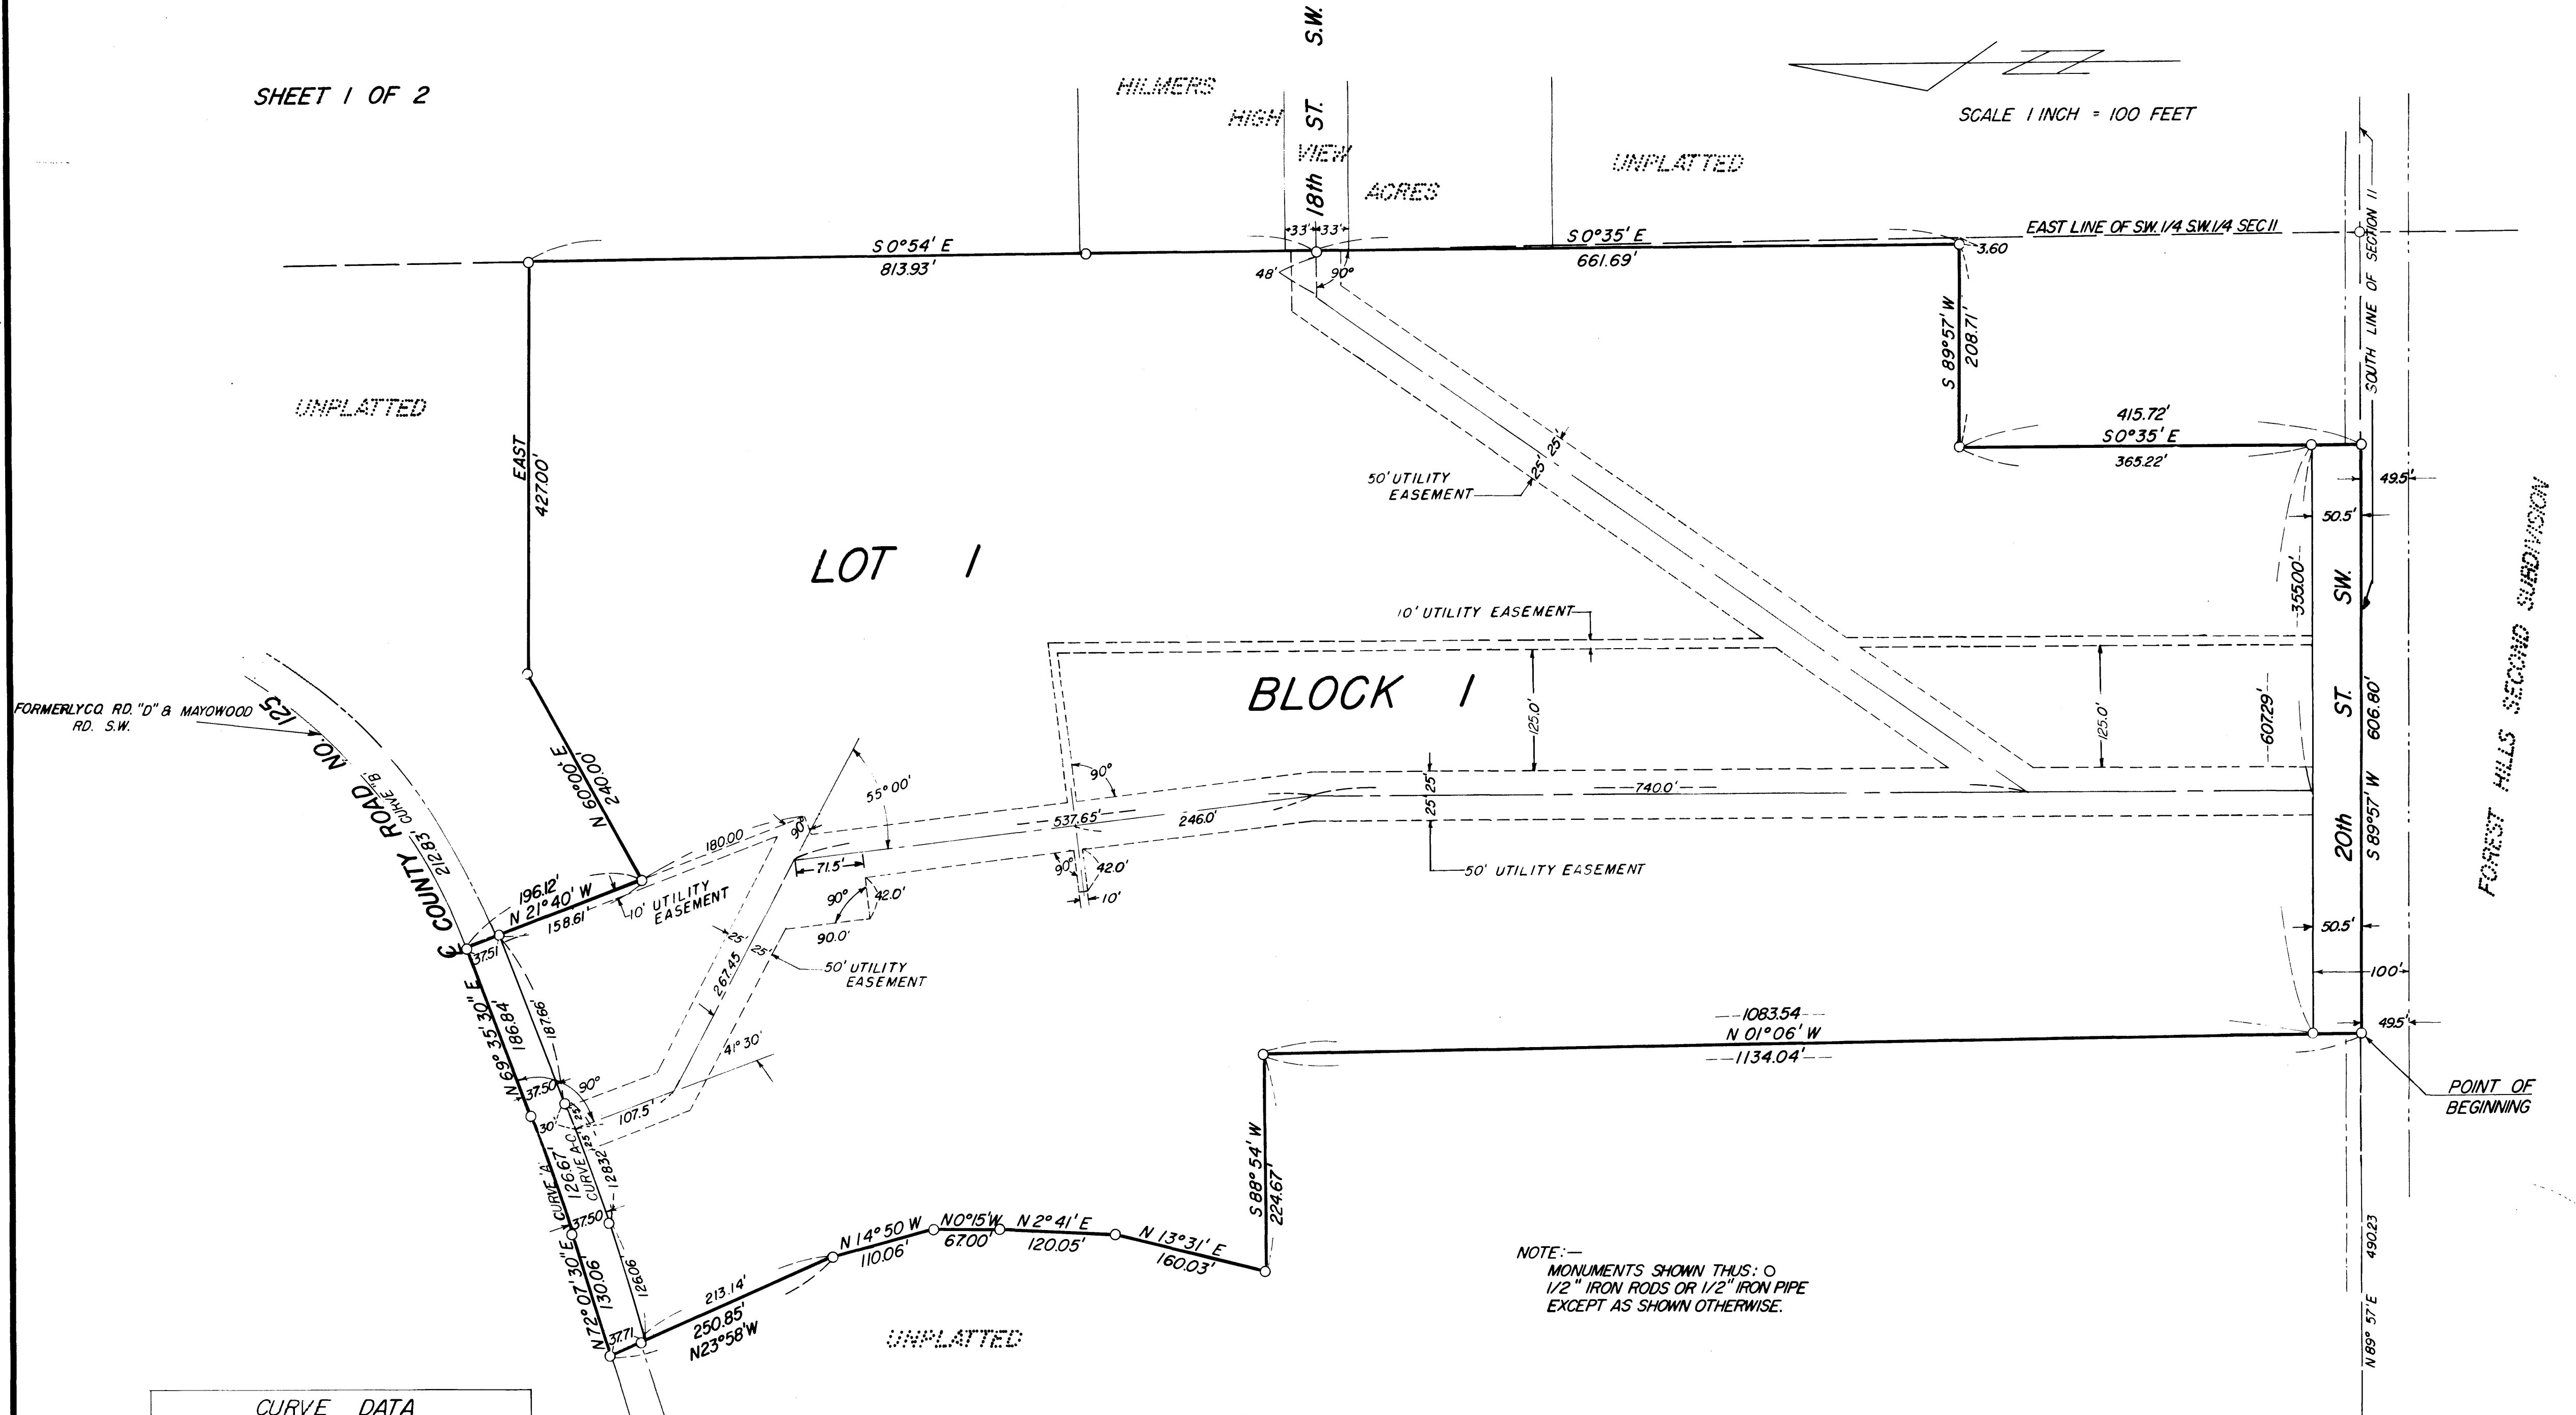 SHEET 1 OF 2
HILMERS
HIGH
VIEW
ACRES
18th ST. S.W.
UNPLATTED
SCALE 1 INCH = 100 FEET
N
EAST LINE OF S.W. 1/4 S.W. 1/4 SEC 11
SOUTH LINE OF SECTION 11
S 0°54' E
813.93'
33' 33'
48'
90°
S 0°35' E
661.69'
3.60
S 89°57' W
208.71'
415.72'
S 0°35' E
365.22'
49.5'
50.5'
UNPLATTED
EAST
427.00'
LOT 1
50' UTILITY
EASEMENT
25' 25'
355.00'
FOREST HILLS SECOND SUBDIVISION
10' UTILITY EASEMENT
BLOCK 1
125.0'
125.0'
607.29'
20th ST. SW.
S 89°57' W 606.80'
FORMERLY CO. RD. "D" & MAYOWOOD
RD. S.W.
℄ COUNTY ROAD NO. 125
212.83' CURVE "B"
N 60°00' E
240.00'
55°00'
90°
180.00
90°
537.65'
246.0'
740.0'
25' 25'
50' UTILITY EASEMENT
71.5'
90°
42.0'
90°
42.0'
10'
90.0'
196.12'
N 21°40' W
158.61'
10' UTILITY
EASEMENT
37.51
25'
25'
267.45
50' UTILITY
EASEMENT
50.5'
100'
49.5'
N 69°35'30" E
186.84'
187.66'
41°30'
37.50
90°
30'
107.5'
25'
25'
CURVE 'A'
126.67'
CURVE A-C
128.32'
37.50
1083.54
N 01°06' W
1134.04'
POINT OF
BEGINNING
S 88°54' W
224.67'
N 72°07'30" E
130.06'
126.06
37.71
213.14'
250.85'
N23°58'W
N 14°50 W
110.06'
N0°15'W
67.00'
N 2°41' E
120.05'
N 13°31' E
160.03'
UNPLATTED
NOTE:—
MONUMENTS SHOWN THUS: O
1/2" IRON RODS OR 1/2" IRON PIPE
EXCEPT AS SHOWN OTHERWISE.
N 89° 57' E 490.23
CURVE DATA